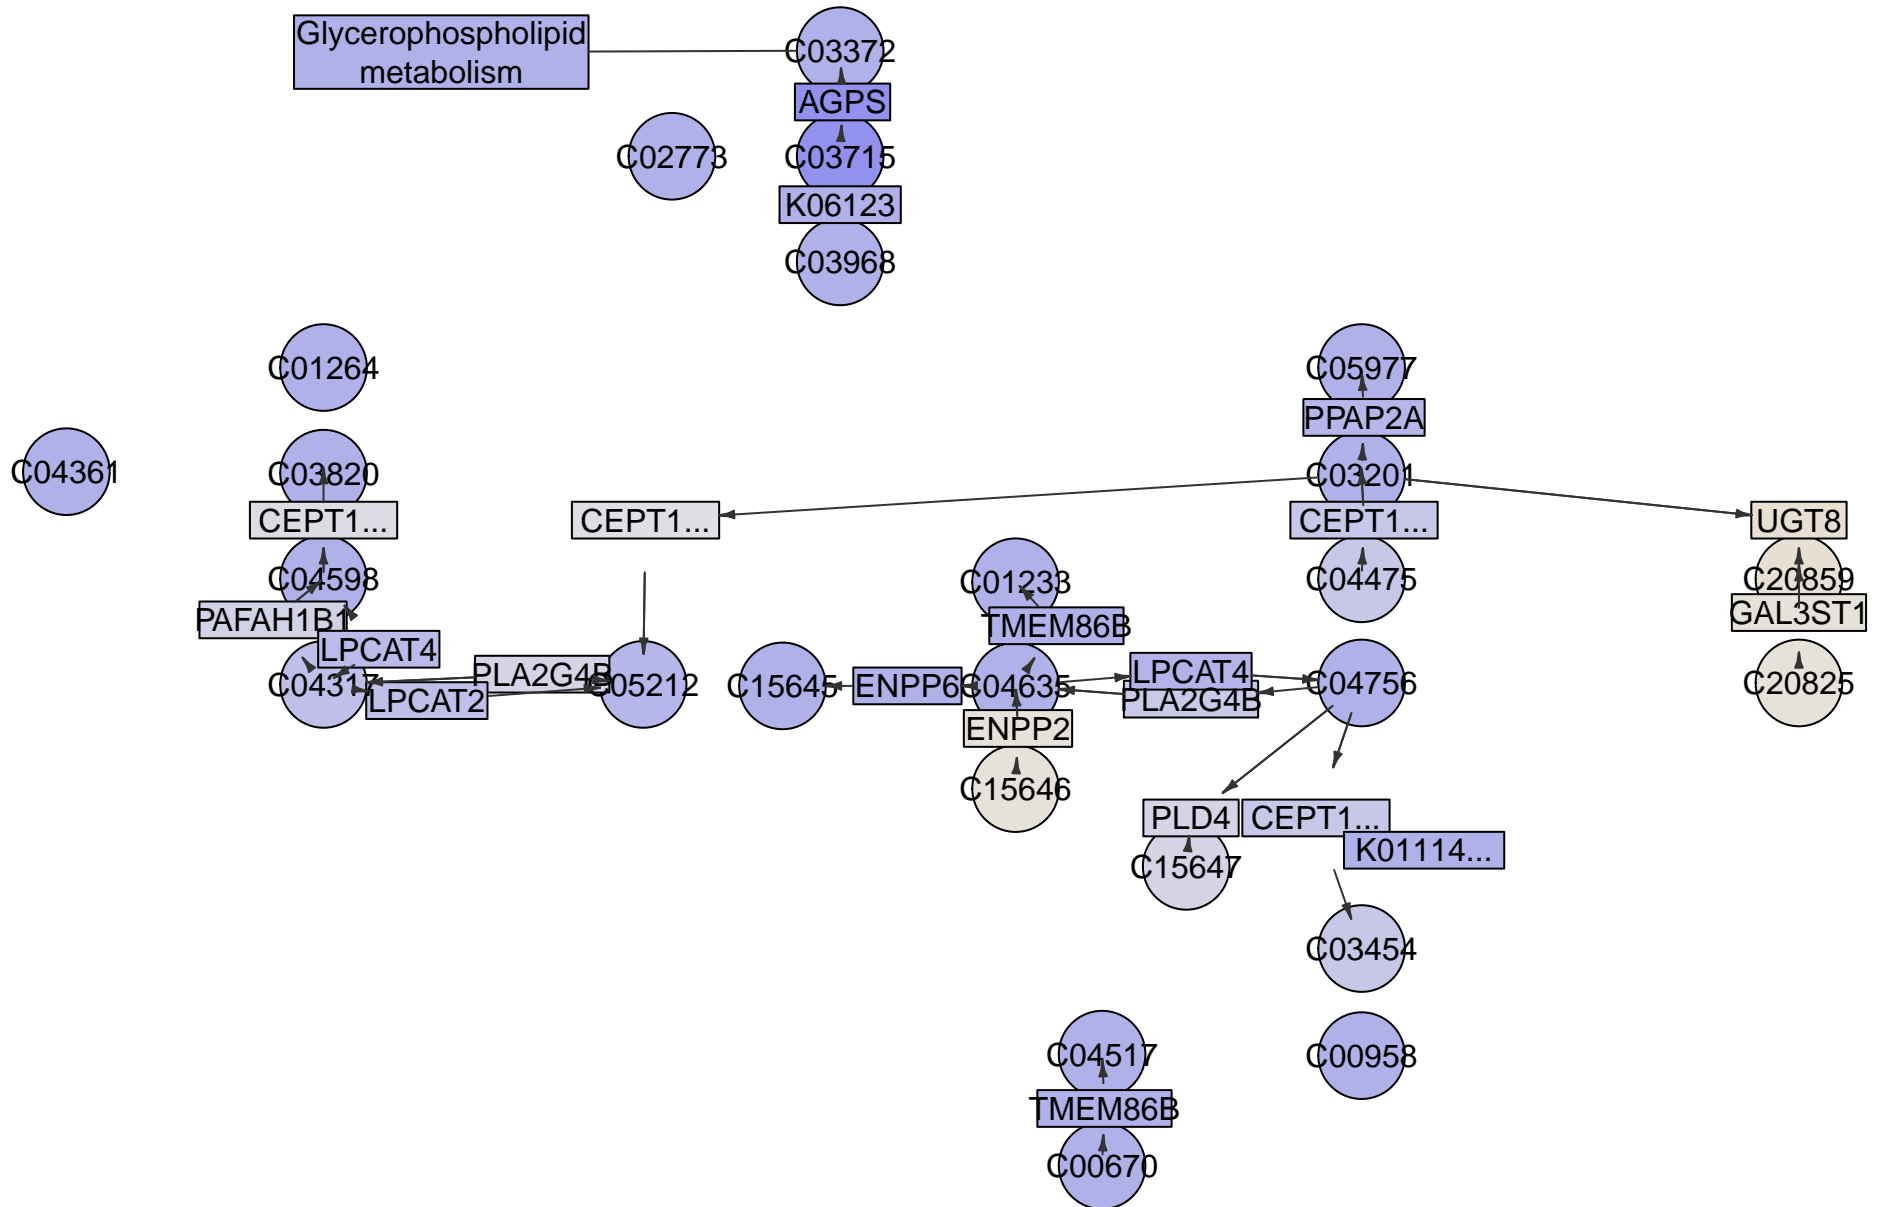 Glycerophospholipid
metabolism
C03372
AGPS
C02773
C03715
K06123
C03968
C01264
C05977
PPAP2A
C04361
C03820
C03201
CEPT1...
CEPT1...
CEPT1...
UGT8
C04598
C01233
C04475
C20859
PAFAH1B1
TMEM86B
GAL3ST1
LPCAT4
C04317
PLA2G4B
LPCAT2
C05212
C15645
ENPP6
C04635
LPCAT4
PLA2G4B
C04756
C20825
ENPP2
C15646
PLD4
CEPT1...
K01114...
C15647
C03454
C04517
C00958
TMEM86B
C00670